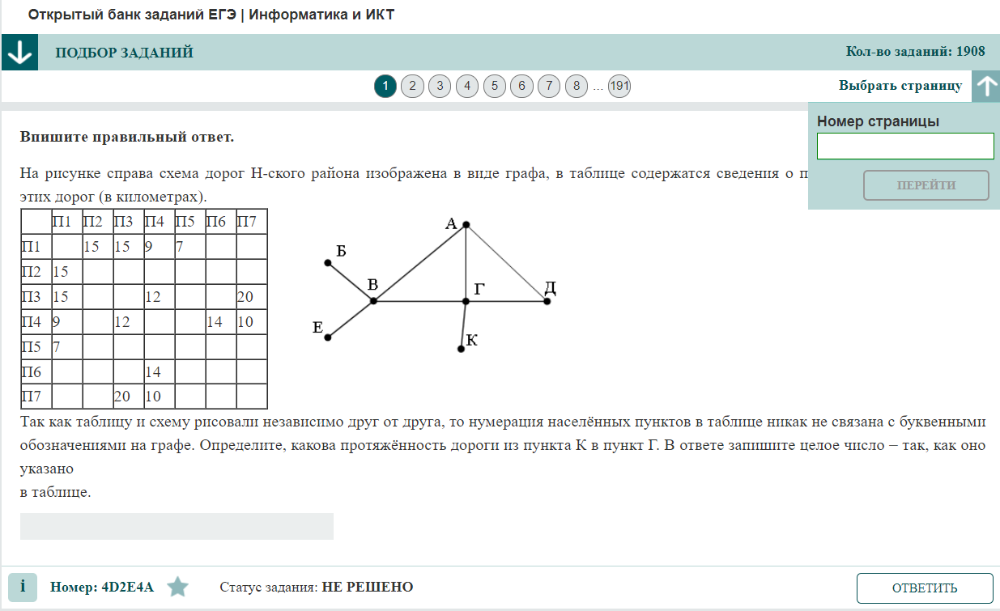 Открытый банк заданий ЕГЭ | Информатика и ИКТ
ПОДБОР ЗАДАНИЙ
Кол-во заданий: 1908
1 2 3 4 5 6 7 8 ... 191
Выбрать страницу
Номер страницы
ПЕРЕЙТИ
Впишите правильный ответ.
На рисунке справа схема дорог Н-ского района изображена в виде графа, в таблице содержатся сведения о
этих дорог (в километрах).
П1 П2 П3 П4 П5 П6 П7
П1 15 15 9 7
П2 15
П3 15 12 20
П4 9 12 14 10
П5 7
П6 14
П7 20 10
А
Б
В
Г
Д
Е
К
Так как таблицу и схему рисовали независимо друг от друга, то нумерация населённых пунктов в таблице никак не связана с буквенными
обозначениями на графе. Определите, какова протяжённость дороги из пункта К в пункт Г. В ответе запишите целое число – так, как оно
указано
в таблице.
i
Номер: 4D2E4A
Статус задания: НЕ РЕШЕНО
ОТВЕТИТЬ